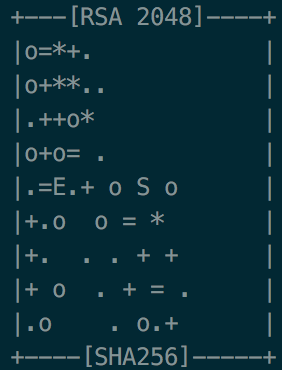 +---[RSA 2048]----+
|o=*+.            |
|o+**..           |
|.++o*            |
|o+o= .           |
|.=E.+ o S o      |
|+.o  o = *       |
|+.  . . + +      |
|+ o  . + = .     |
|.o    . o.+      |
+----[SHA256]-----+